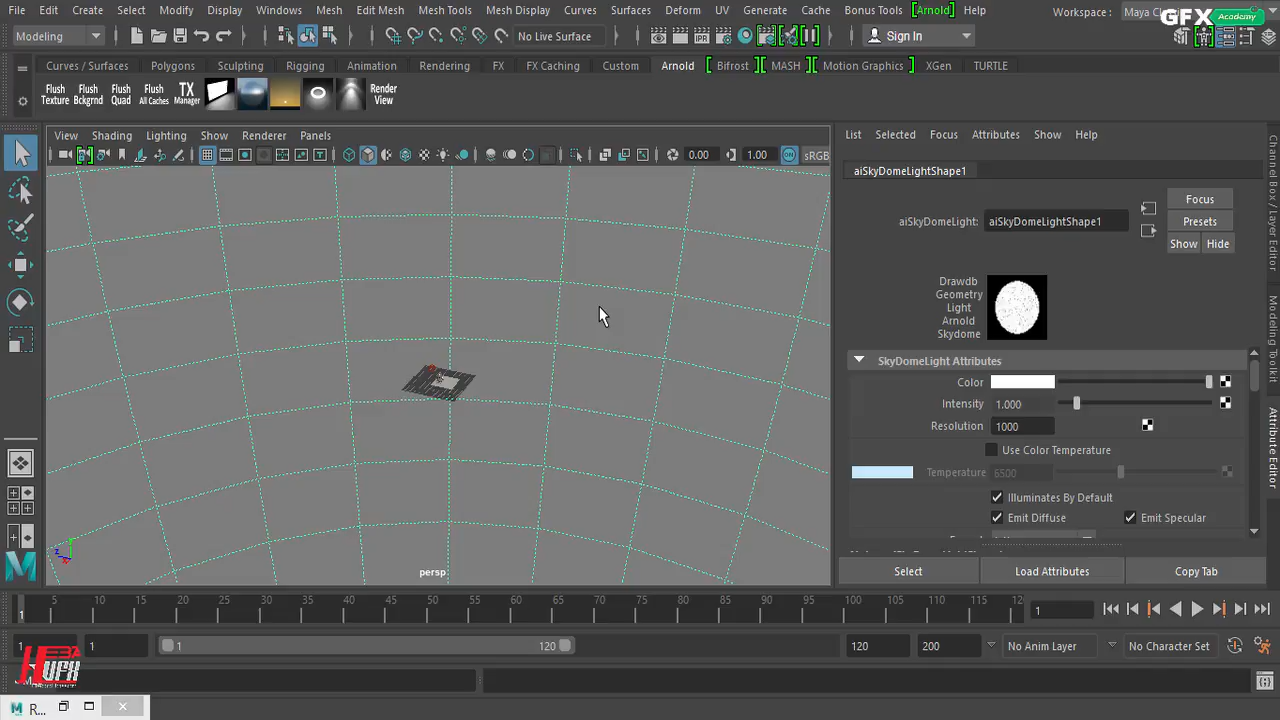 File Edit Create Select Modify Display Windows Mesh Edit Mesh Mesh Tools Mesh Display Curves Surfaces Deform UV Generate Cache Bonus Tools [Arnold] Help Workspace :
GFX Academy
Modeling No Live Surface Sign In
Curves / Surfaces Polygons Sculpting Rigging Animation Rendering FX FX Caching Custom Arnold Bifrost MASH Motion Graphics XGen TURTLE
Flush Texture Flush Bckgrnd Flush Quad Flush All Caches TX Manager Render View
View Shading Lighting Show Renderer Panels
0.00 1.00 ON sRGB
List Selected Focus Attributes Show Help
aiSkyDomeLightShape1
aiSkyDomeLight: aiSkyDomeLightShape1
Focus
Presets
Show Hide
Drawdb
Geometry
Light
Arnold
Skydome
SkyDomeLight Attributes
Color
Intensity 1.000
Resolution 1000
Use Color Temperature
Temperature 6500
Illuminates By Default
Emit Diffuse Emit Specular
persp
Select Load Attributes Copy Tab
Channel Box / Layer Editor
Modeling Toolkit
Attribute Editor
1 5 10 15 20 25 30 35 40 45 50 55 60 65 70 75 80 85 90 95 100 105 110 115 12 1
1 1 1 120 120 200 No Anim Layer No Character Set
R...